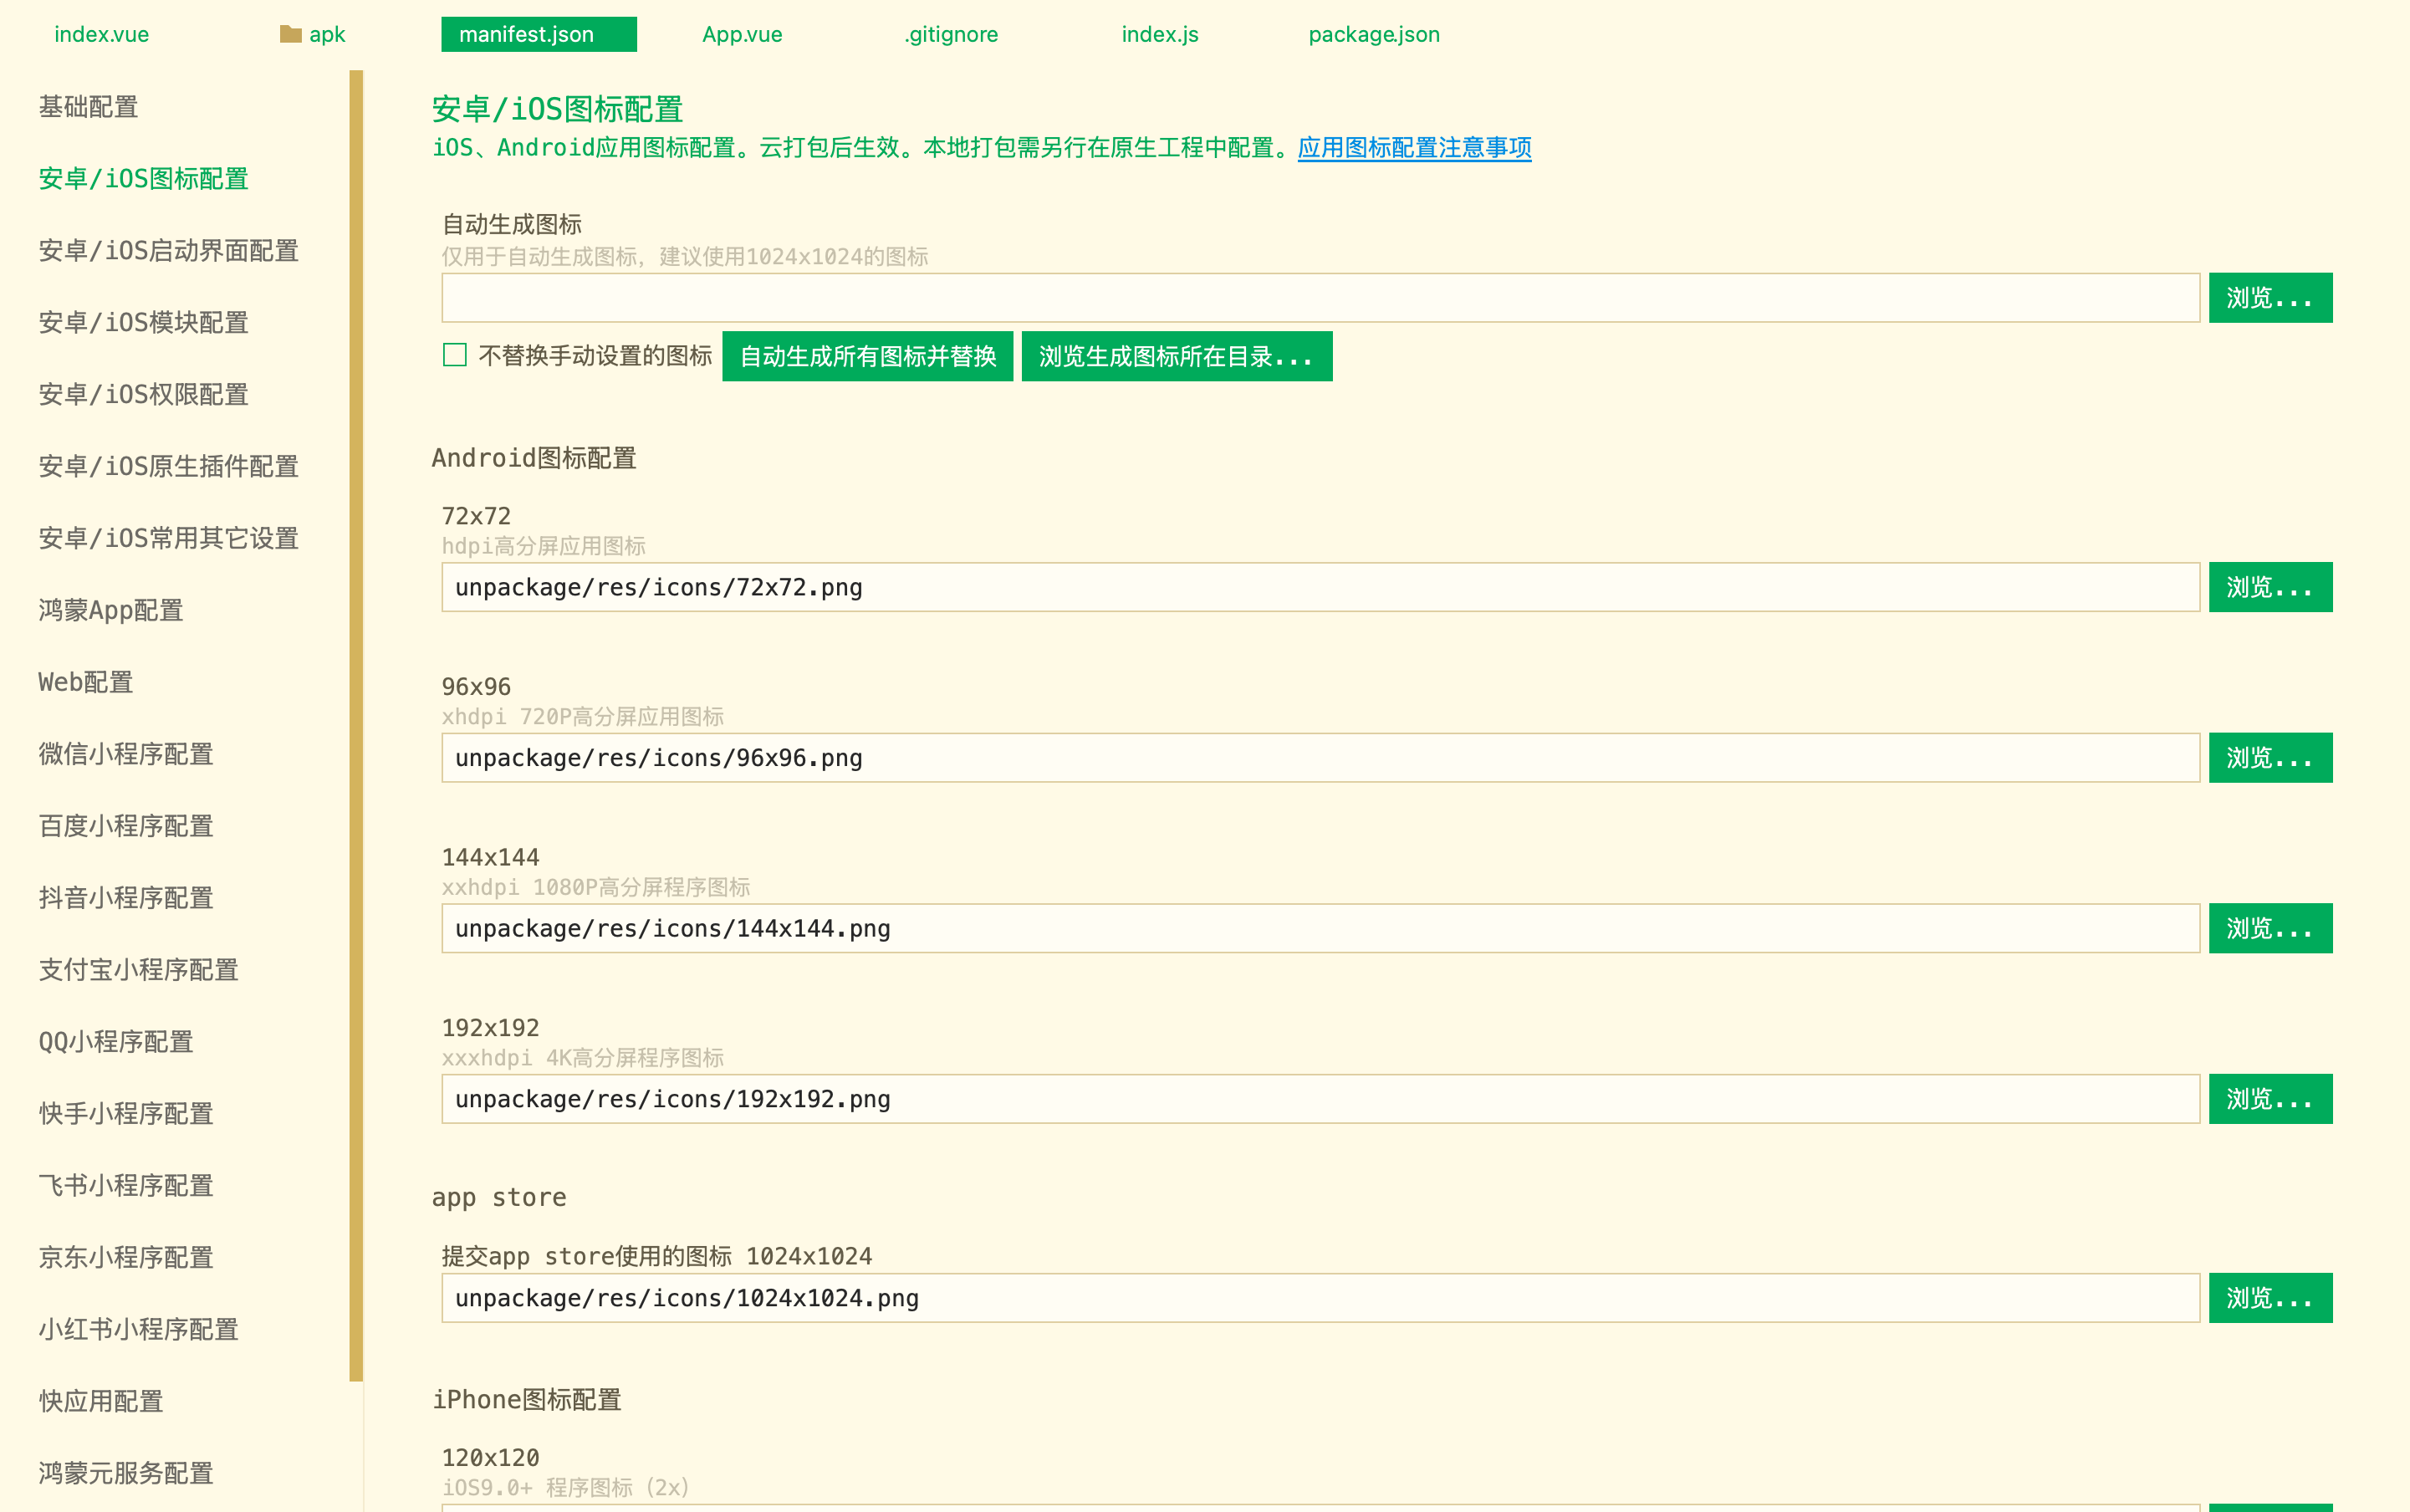 index.vue
apk
manifest.json
App.vue
.gitignore
index.js
package.json
基础配置
安卓/iOS图标配置
安卓/iOS启动界面配置
安卓/iOS模块配置
安卓/iOS权限配置
安卓/iOS原生插件配置
安卓/iOS常用其它设置
鸿蒙App配置
Web配置
微信小程序配置
百度小程序配置
抖音小程序配置
支付宝小程序配置
QQ小程序配置
快手小程序配置
飞书小程序配置
京东小程序配置
小红书小程序配置
快应用配置
鸿蒙元服务配置
安卓/iOS图标配置
iOS、Android应用图标配置。云打包后生效。本地打包需另行在原生工程中配置。应用图标配置注意事项
自动生成图标
仅用于自动生成图标，建议使用1024x1024的图标
浏览...
不替换手动设置的图标
自动生成所有图标并替换
浏览生成图标所在目录...
Android图标配置
72x72
hdpi高分屏应用图标
unpackage/res/icons/72x72.png
浏览...
96x96
xhdpi 720P高分屏应用图标
unpackage/res/icons/96x96.png
浏览...
144x144
xxhdpi 1080P高分屏程序图标
unpackage/res/icons/144x144.png
浏览...
192x192
xxxhdpi 4K高分屏程序图标
unpackage/res/icons/192x192.png
浏览...
app store
提交app store使用的图标 1024x1024
unpackage/res/icons/1024x1024.png
浏览...
iPhone图标配置
120x120
iOS9.0+ 程序图标（2x）